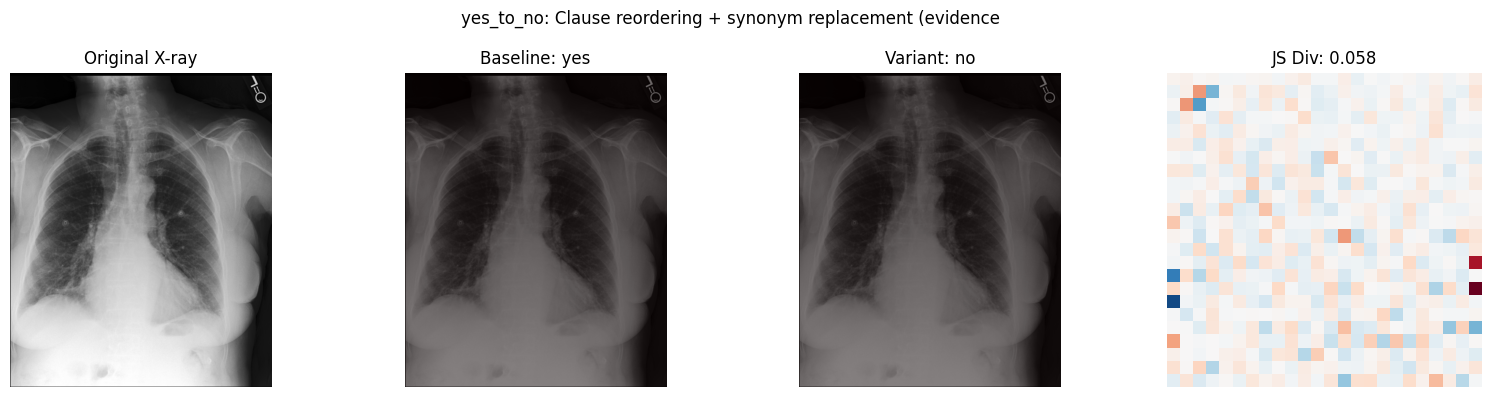 yes_to_no: Clause reordering + synonym replacement (evidence
Original X-ray
Baseline: yes
Variant: no
JS Div: 0.058